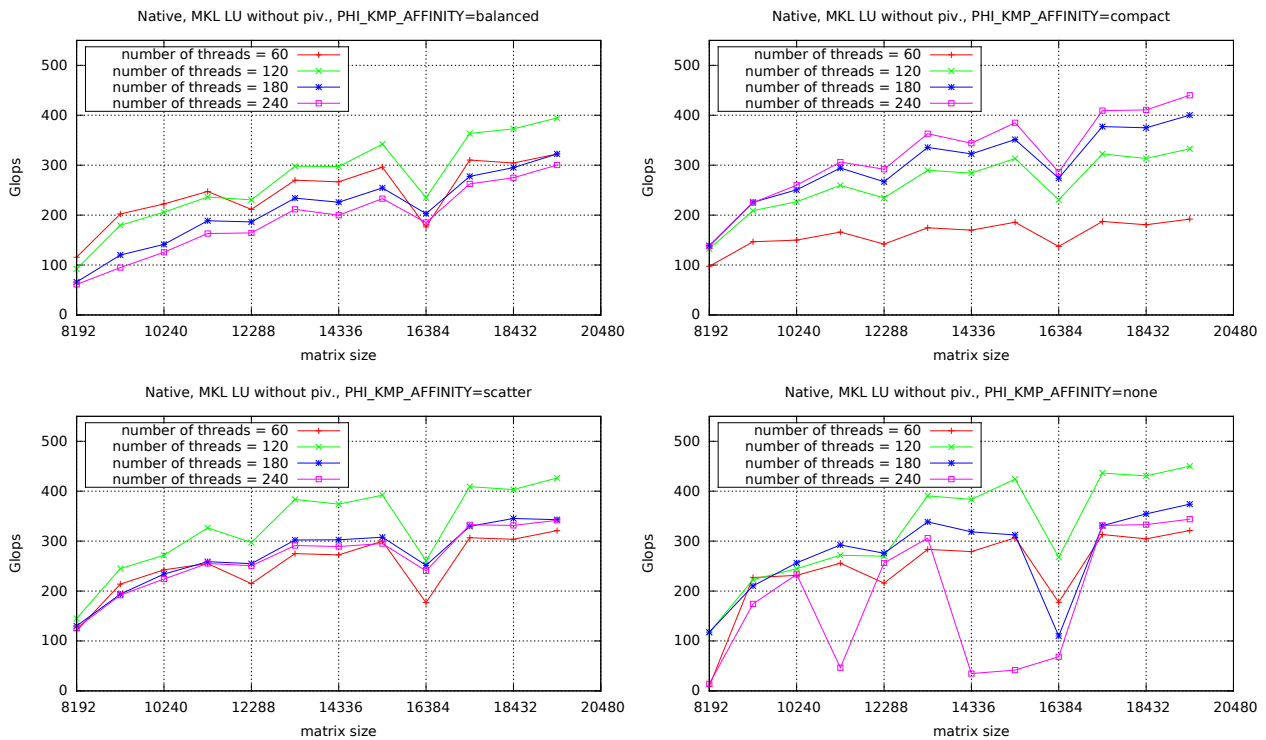 Native, MKL LU without piv., PHI_KMP_AFFINITY=balanced
number of threads = 60
number of threads = 120
number of threads = 180
number of threads = 240
500
400
300
200
100
0
Glops
8192 10240 12288 14336 16384 18432 20480
matrix size
Native, MKL LU without piv., PHI_KMP_AFFINITY=compact
number of threads = 60
number of threads = 120
number of threads = 180
number of threads = 240
500
400
300
200
100
0
Glops
8192 10240 12288 14336 16384 18432 20480
matrix size
Native, MKL LU without piv., PHI_KMP_AFFINITY=scatter
number of threads = 60
number of threads = 120
number of threads = 180
number of threads = 240
500
400
300
200
100
0
Glops
8192 10240 12288 14336 16384 18432 20480
matrix size
Native, MKL LU without piv., PHI_KMP_AFFINITY=none
number of threads = 60
number of threads = 120
number of threads = 180
number of threads = 240
500
400
300
200
100
0
Glops
8192 10240 12288 14336 16384 18432 20480
matrix size